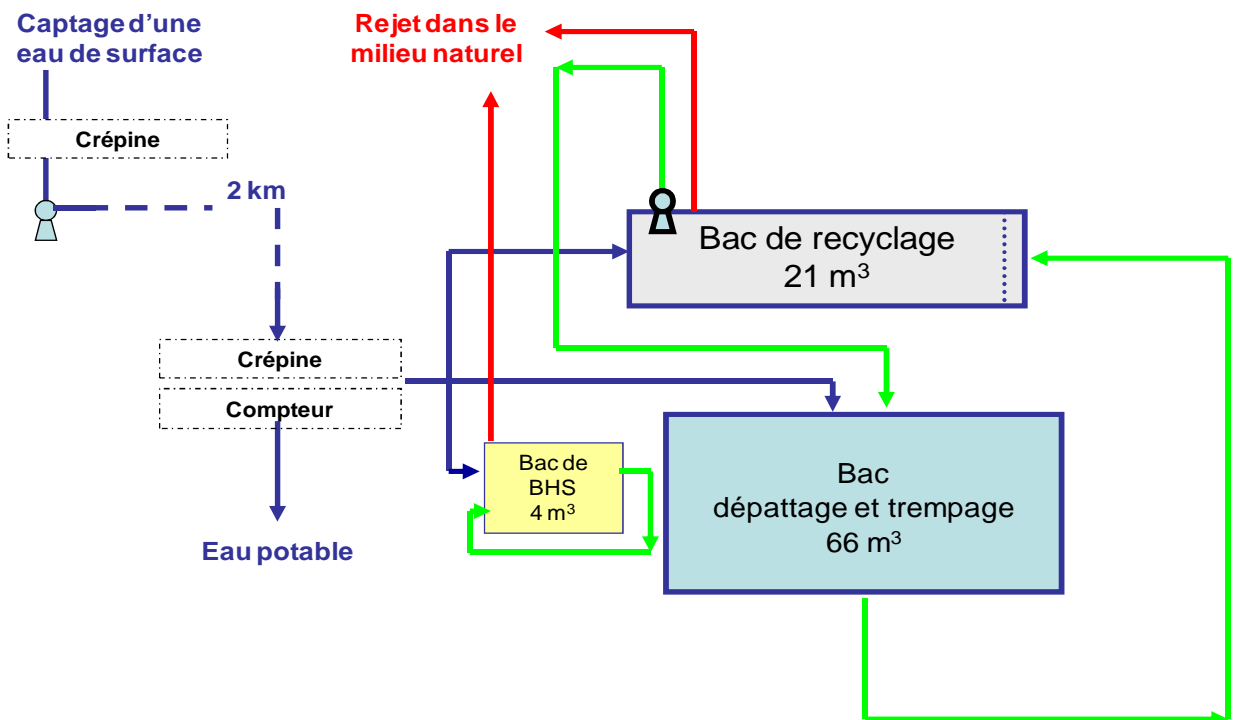 Captage d'une
eau de surface
Rejet dans le
milieu naturel
Crépine
2 km
Bac de recyclage
21 m³
Crépine
Compteur
Bac de
BHS
4 m³
Bac
dépattage et trempage
66 m³
Eau potable